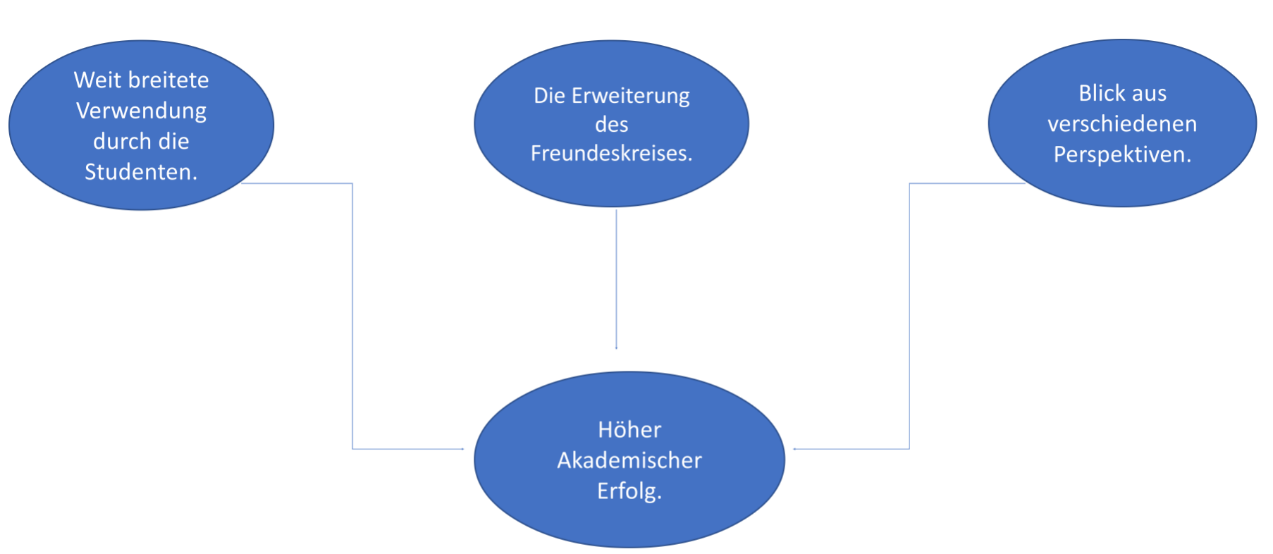 Weit breitete
Verwendung
durch die
Studenten.
Die Erweiterung
des
Freundeskreises.
Blick aus
verschiedenen
Perspektiven.
Höher
Akademischer
Erfolg.